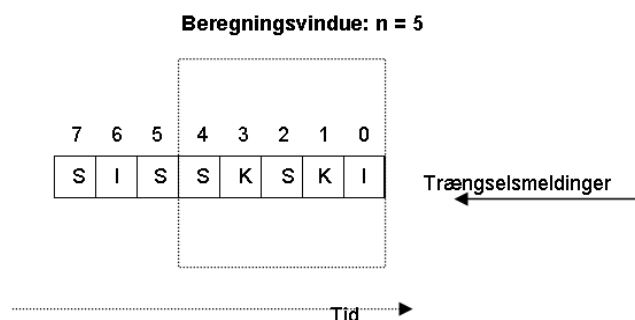 Beregningsvindue: n = 5
7 6 5 4 3 2 1 0
S I S S K S K I
Trængselsmeldinger
Tid